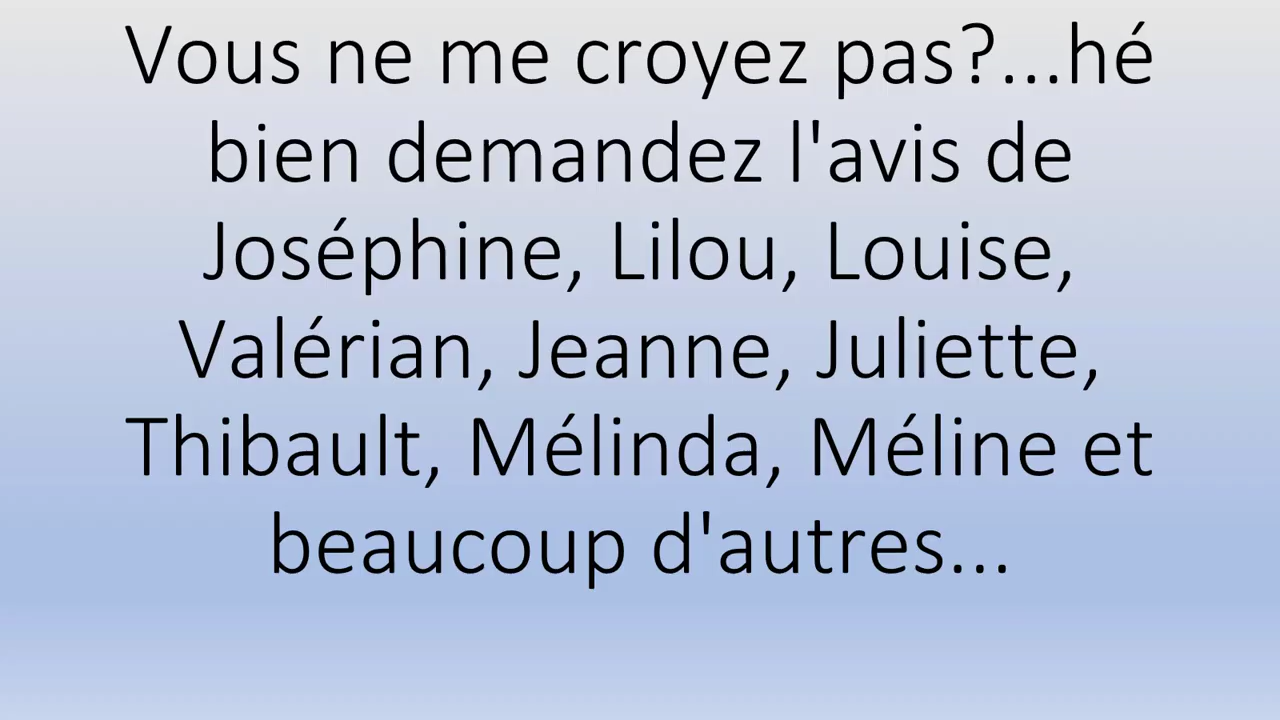 Vous ne me croyez pas?...hé
bien demandez l'avis de
Joséphine, Lilou, Louise,
Valérian, Jeanne, Juliette,
Thibault, Mélinda, Méline et
beaucoup d'autres...